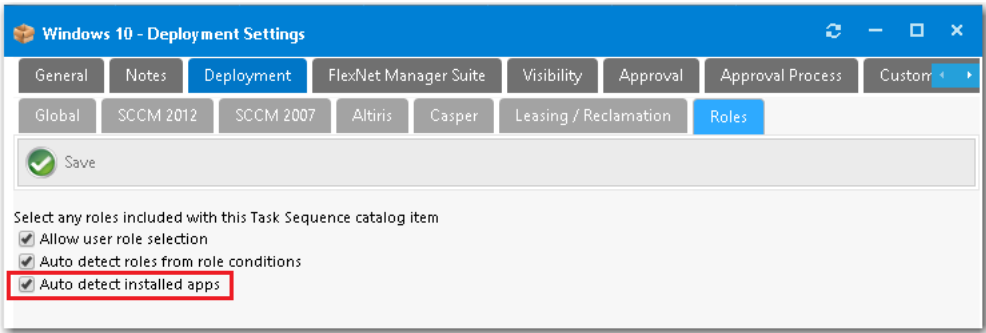 Windows 10 - Deployment Settings
General Notes Deployment FlexNet Manager Suite Visibility Approval Approval Process Custom
Global SCCM 2012 SCCM 2007 Altiris Casper Leasing / Reclamation Roles
Save
Select any roles included with this Task Sequence catalog item
Allow user role selection
Auto detect roles from role conditions
Auto detect installed apps